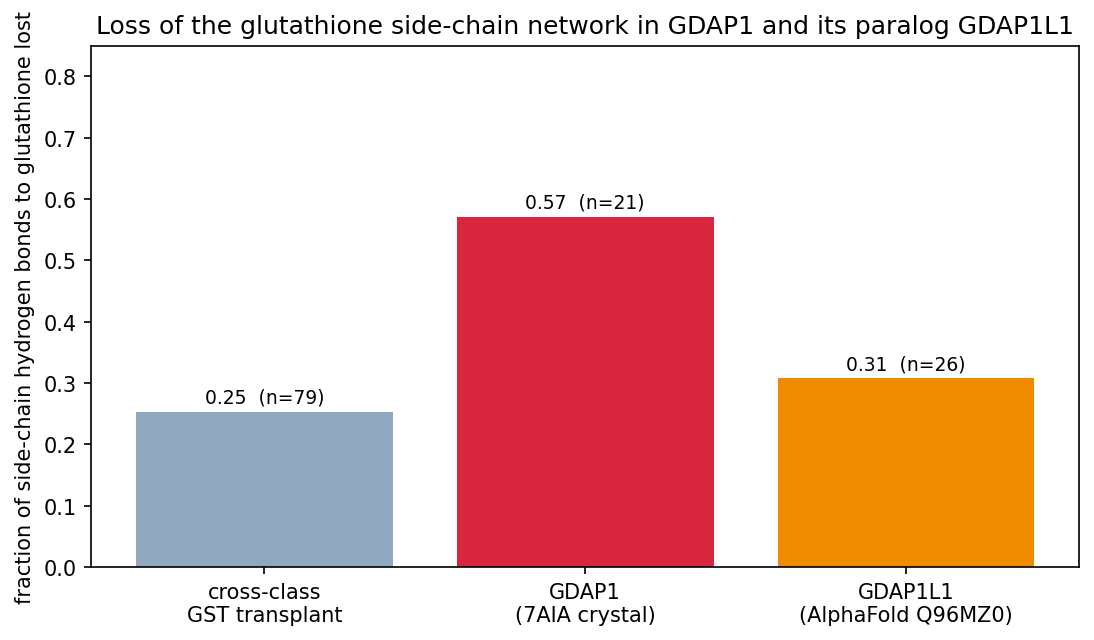 Loss of the glutathione side-chain network in GDAP1 and its paralog GDAP1L1
fraction of side-chain hydrogen bonds to glutathione lost
0.8
0.7
0.6
0.5
0.4
0.3
0.2
0.1
0.0
0.25 (n=79)
0.57 (n=21)
0.31 (n=26)
cross-class
GST transplant
GDAP1
(7AIA crystal)
GDAP1L1
(AlphaFold Q96MZ0)